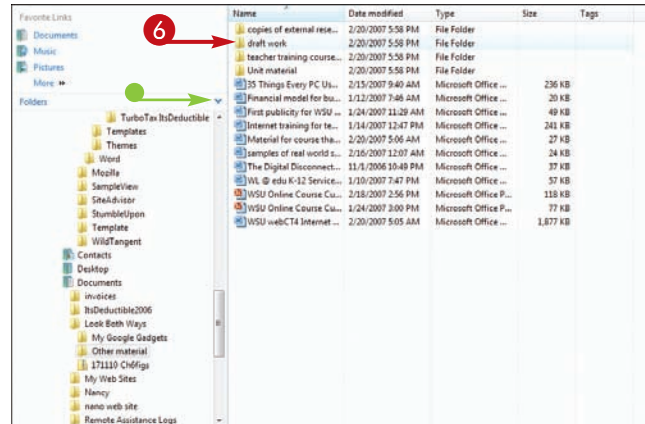 Favorite Links
Documents
Music
Pictures
More
Folders
TurboTax ItsDeductible
Templates
Themes
Word
Mozilla
SampleView
SiteAdvisor
StumbleUpon
Template
WildTangent
Contacts
Desktop
Documents
invoices
ItsDeductible2006
Look Both Ways
My Google Gadgets
Other material
171110 Ch6figs
My Web Sites
Nancy
nano web site
Remote Assistance Logs
6
Name Date modified Type Size Tags
copies of external rese... 2/20/2007 5:58 PM File Folder
draft work 2/20/2007 5:58 PM File Folder
teacher training course... 2/20/2007 5:58 PM File Folder
Unit material 2/20/2007 5:58 PM File Folder
35 Things Every PC Us... 2/15/2007 9:40 AM Microsoft Office ... 236 KB
Financial model for bu... 1/12/2007 7:46 AM Microsoft Office ... 20 KB
First publicity for WSU ... 1/24/2007 11:29 AM Microsoft Office ... 49 KB
Internet training for te... 1/14/2007 12:47 PM Microsoft Office ... 241 KB
Material for course tha... 2/20/2007 5:06 AM Microsoft Office ... 27 KB
samples of real world s... 2/16/2007 12:07 AM Microsoft Office ... 24 KB
The Digital Disconnect... 11/1/2006 10:49 PM Microsoft Office ... 37 KB
WL @ edu K-12 Service... 1/10/2007 7:47 PM Microsoft Office ... 57 KB
WSU Online Course Cu... 2/18/2007 2:56 PM Microsoft Office P... 118 KB
WSU Online Course Cu... 1/24/2007 3:00 PM Microsoft Office P... 77 KB
WSU webCT4 Internet ... 2/20/2007 5:05 AM Microsoft Office ... 1,877 KB